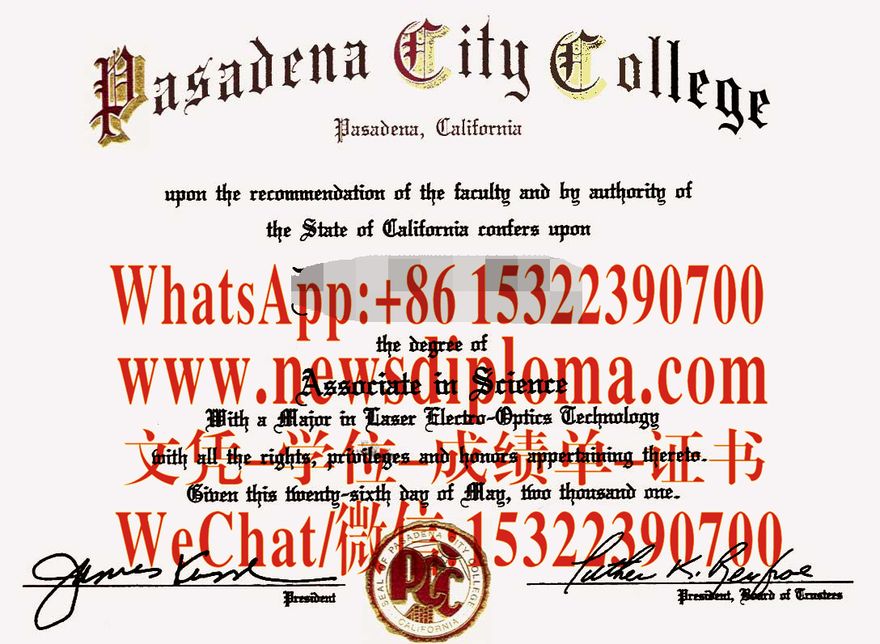 Pasadena City College
Pasadena, California
upon the recommendation of the faculty and by authority of
the State of California confers upon
WhatsApp:+86 15322390700
the degree of
www.newsdiploma.com
Associate in Science
With a Major in Laser Electro-Optics Technology
文凭-学位-成绩单-证书
with all the rights, privileges and honors appertaining thereto.
Given this twenty-sixth day of May, two thousand one.
WeChat/微信:15322390700
SEAL OF PASADENA CITY COLLEGE
PCC
CALIFORNIA
President
President, Board of Trustees